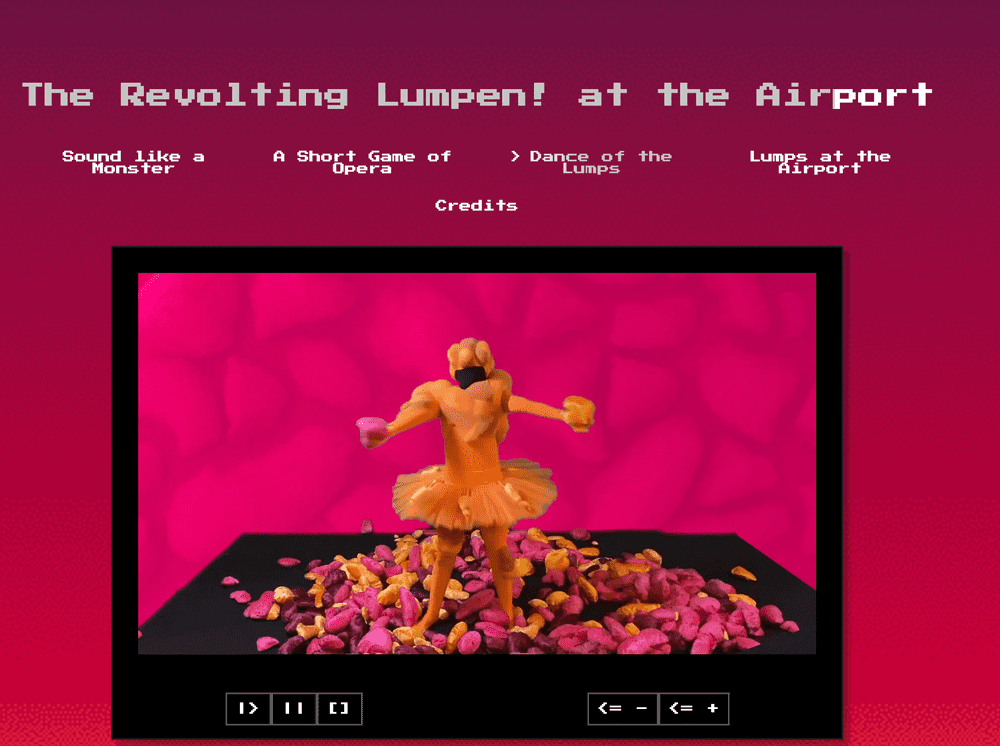 The Revolting Lumpen! at the Airport
Sound like a
Monster
A Short Game of
Opera
> Dance of the
Lumps
Lumps at the
Airport
Credits
|> || []
<= - <= +